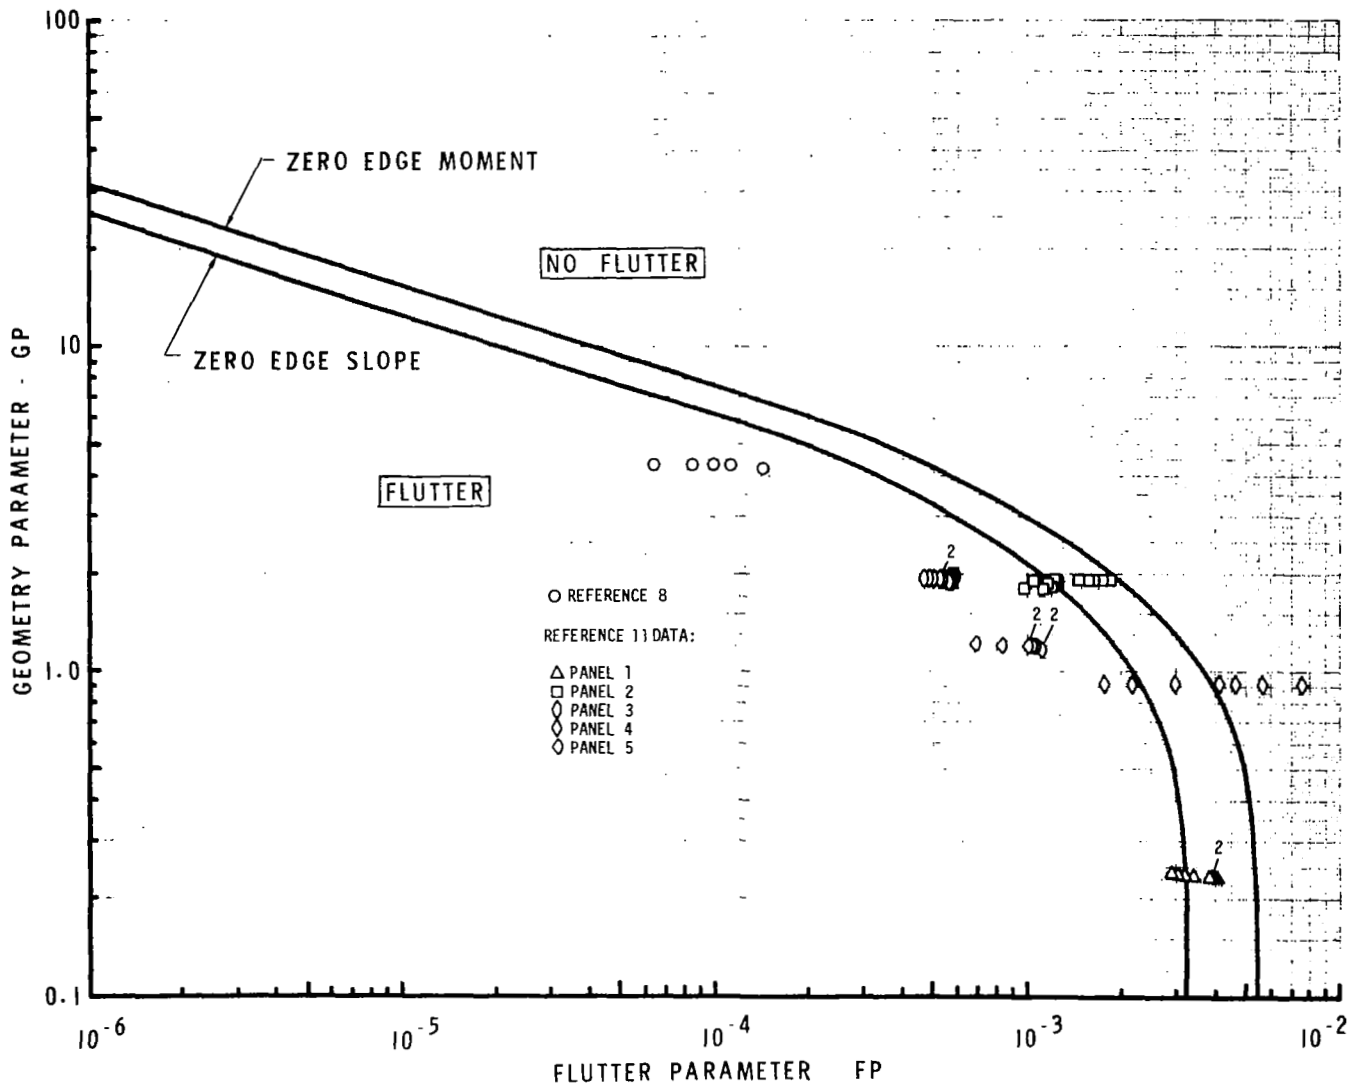 100
ZERO EDGE MOMENT
NO FLUTTER
10
ZERO EDGE SLOPE
GEOMETRY PARAMETER - GP
FLUTTER
2
REFERENCE 8
REFERENCE 11 DATA:
2 2
1.0
PANEL 1
PANEL 2
PANEL 3
PANEL 4
PANEL 5
2
0.1
10⁻⁶ 10⁻⁵ 10⁻⁴ 10⁻³ 10⁻²
FLUTTER PARAMETER FP